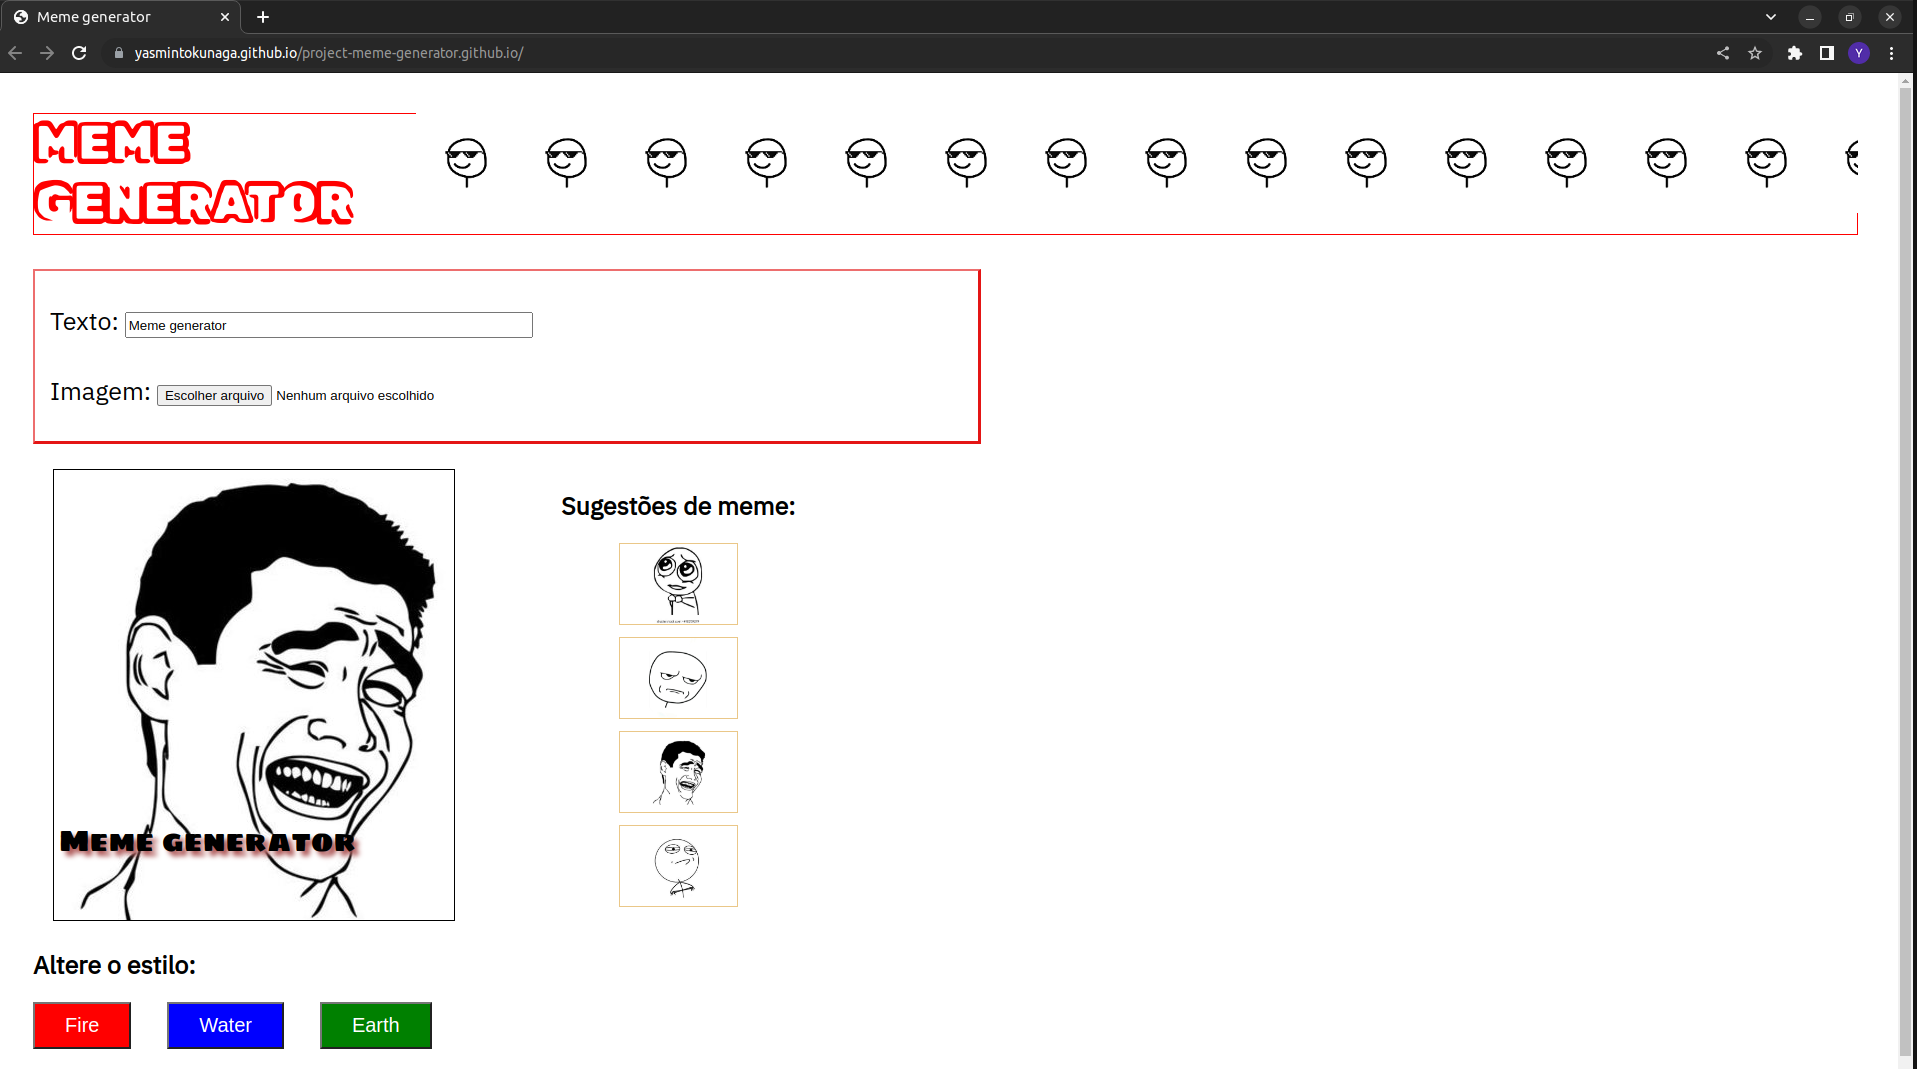 Meme generator
yasmintokunaga.github.io/project-meme-generator.github.io/
Y
MEME
GENERATOR
Texto: Meme generator
Imagem: Escolher arquivo Nenhum arquivo escolhido
Sugestões de meme:
Meme generator
Altere o estilo:
Fire Water Earth